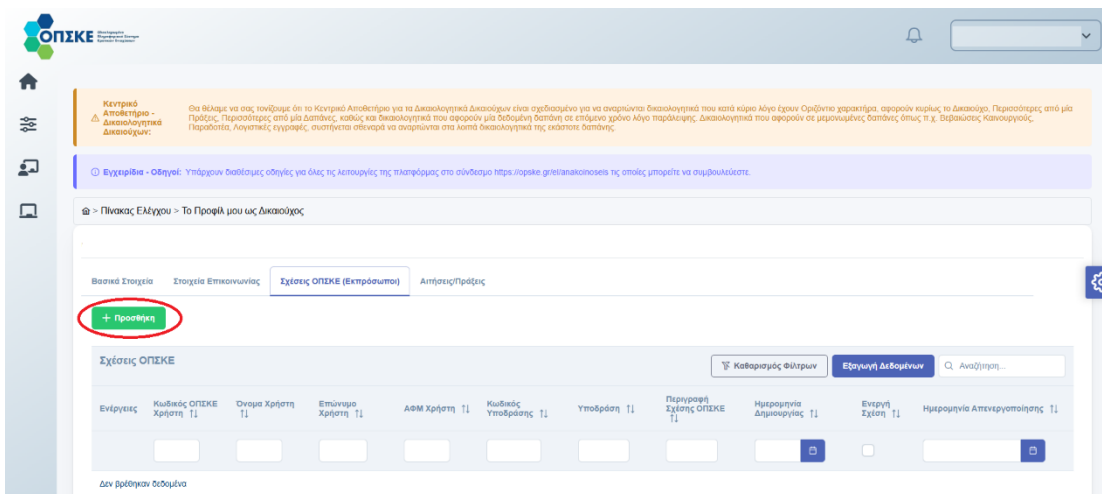 ΟΠΣΚΕ
Κεντρικό Αποθετήριο - Δικαιολογητικά Δικαιούχων:
Θα θέλαμε να σας τονίζουμε ότι το Κεντρικό Αποθετήριο για τα Δικαιολογητικά Δικαιούχων είναι σχεδιασμένο για να αναρτώνται δικαιολογητικά που κατά κύριο λόγο έχουν Οριζόντιο χαρακτήρα, αφορούν κυρίως το Δικαιούχο, Περισσότερες από μία
Πράξεις, Περισσότερες από μία Δαπάνες, καθώς και δικαιολογητικά που αφορούν μία δεδομένη δαπάνη σε επόμενο χρόνο λόγο παράλειψης. Δικαιολογητικά που αφορούν σε μεμονωμένες δαπάνες όπως π.χ. Βεβαιώσεις Καινουργιούς,
Παραδοτέα, Λογιστικές εγγραφές, συστήνεται σθεναρά να αναρτώνται στα λοιπά δικαιολογητικά της εκάστοτε δαπάνης.
Εγχειρίδια - Οδηγοί: Υπάρχουν διαθέσιμες οδηγίες για όλες τις λειτουργίες της πλατφόρμας στο σύνδεσμο https://opske.gr/el/anakoinoseis τις οποίες μπορείτε να συμβουλεύεστε.
> Πίνακας Ελέγχου > Το Προφίλ μου ως Δικαιούχος
Βασικά Στοιχεία Στοιχεία Επικοινωνίας Σχέσεις ΟΠΣΚΕ (Εκπρόσωποι) Αιτήσεις/Πράξεις
+ Προσθήκη
Σχέσεις ΟΠΣΚΕ Καθαρισμός Φίλτρων Εξαγωγή Δεδομένων Αναζήτηση...
Ενέργειες Κωδικός ΟΠΣΚΕ Χρήστη Όνομα Χρήστη Επώνυμο Χρήστη ΑΦΜ Χρήστη Κωδικός Υποδράσης Υποδράση Περιγραφή Σχέσης ΟΠΣΚΕ Ημερομηνία Δημιουργίας Ενεργή Σχέση Ημερομηνία Απενεργοποίησης
Δεν βρέθηκαν δεδομένα